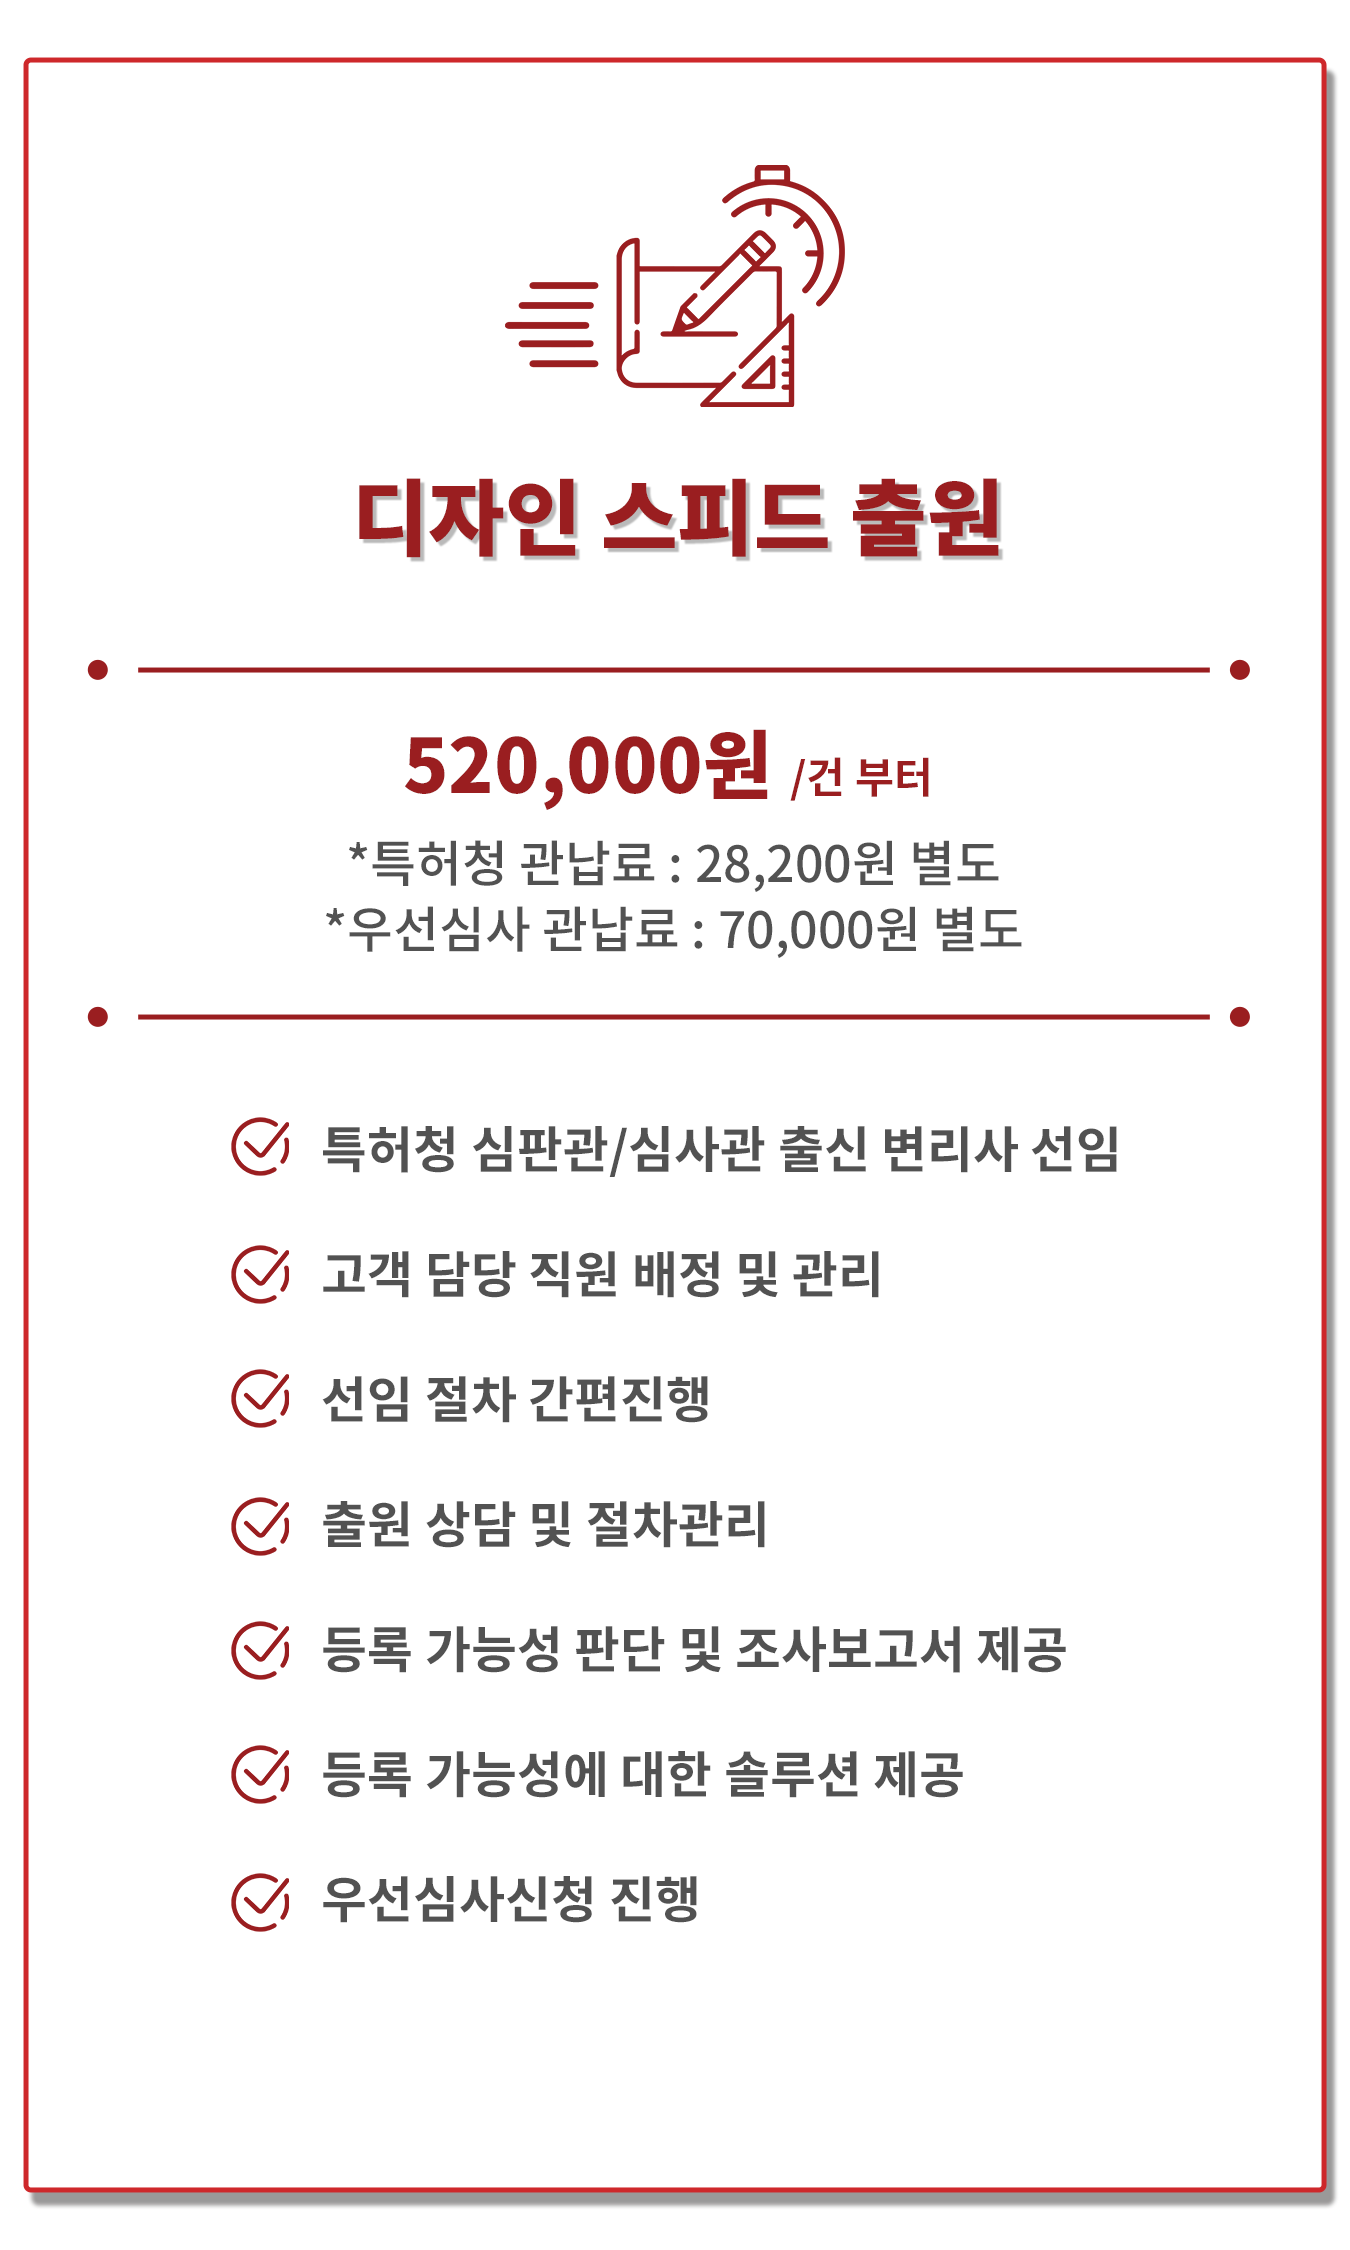 디자인 스피드 출원
520,000원 /건 부터
*특허청 관납료 : 28,200원 별도
*우선심사 관납료 : 70,000원 별도
특허청 심판관/심사관 출신 변리사 선임
고객 담당 직원 배정 및 관리
선임 절차 간편진행
출원 상담 및 절차관리
등록 가능성 판단 및 조사보고서 제공
등록 가능성에 대한 솔루션 제공
우선심사신청 진행